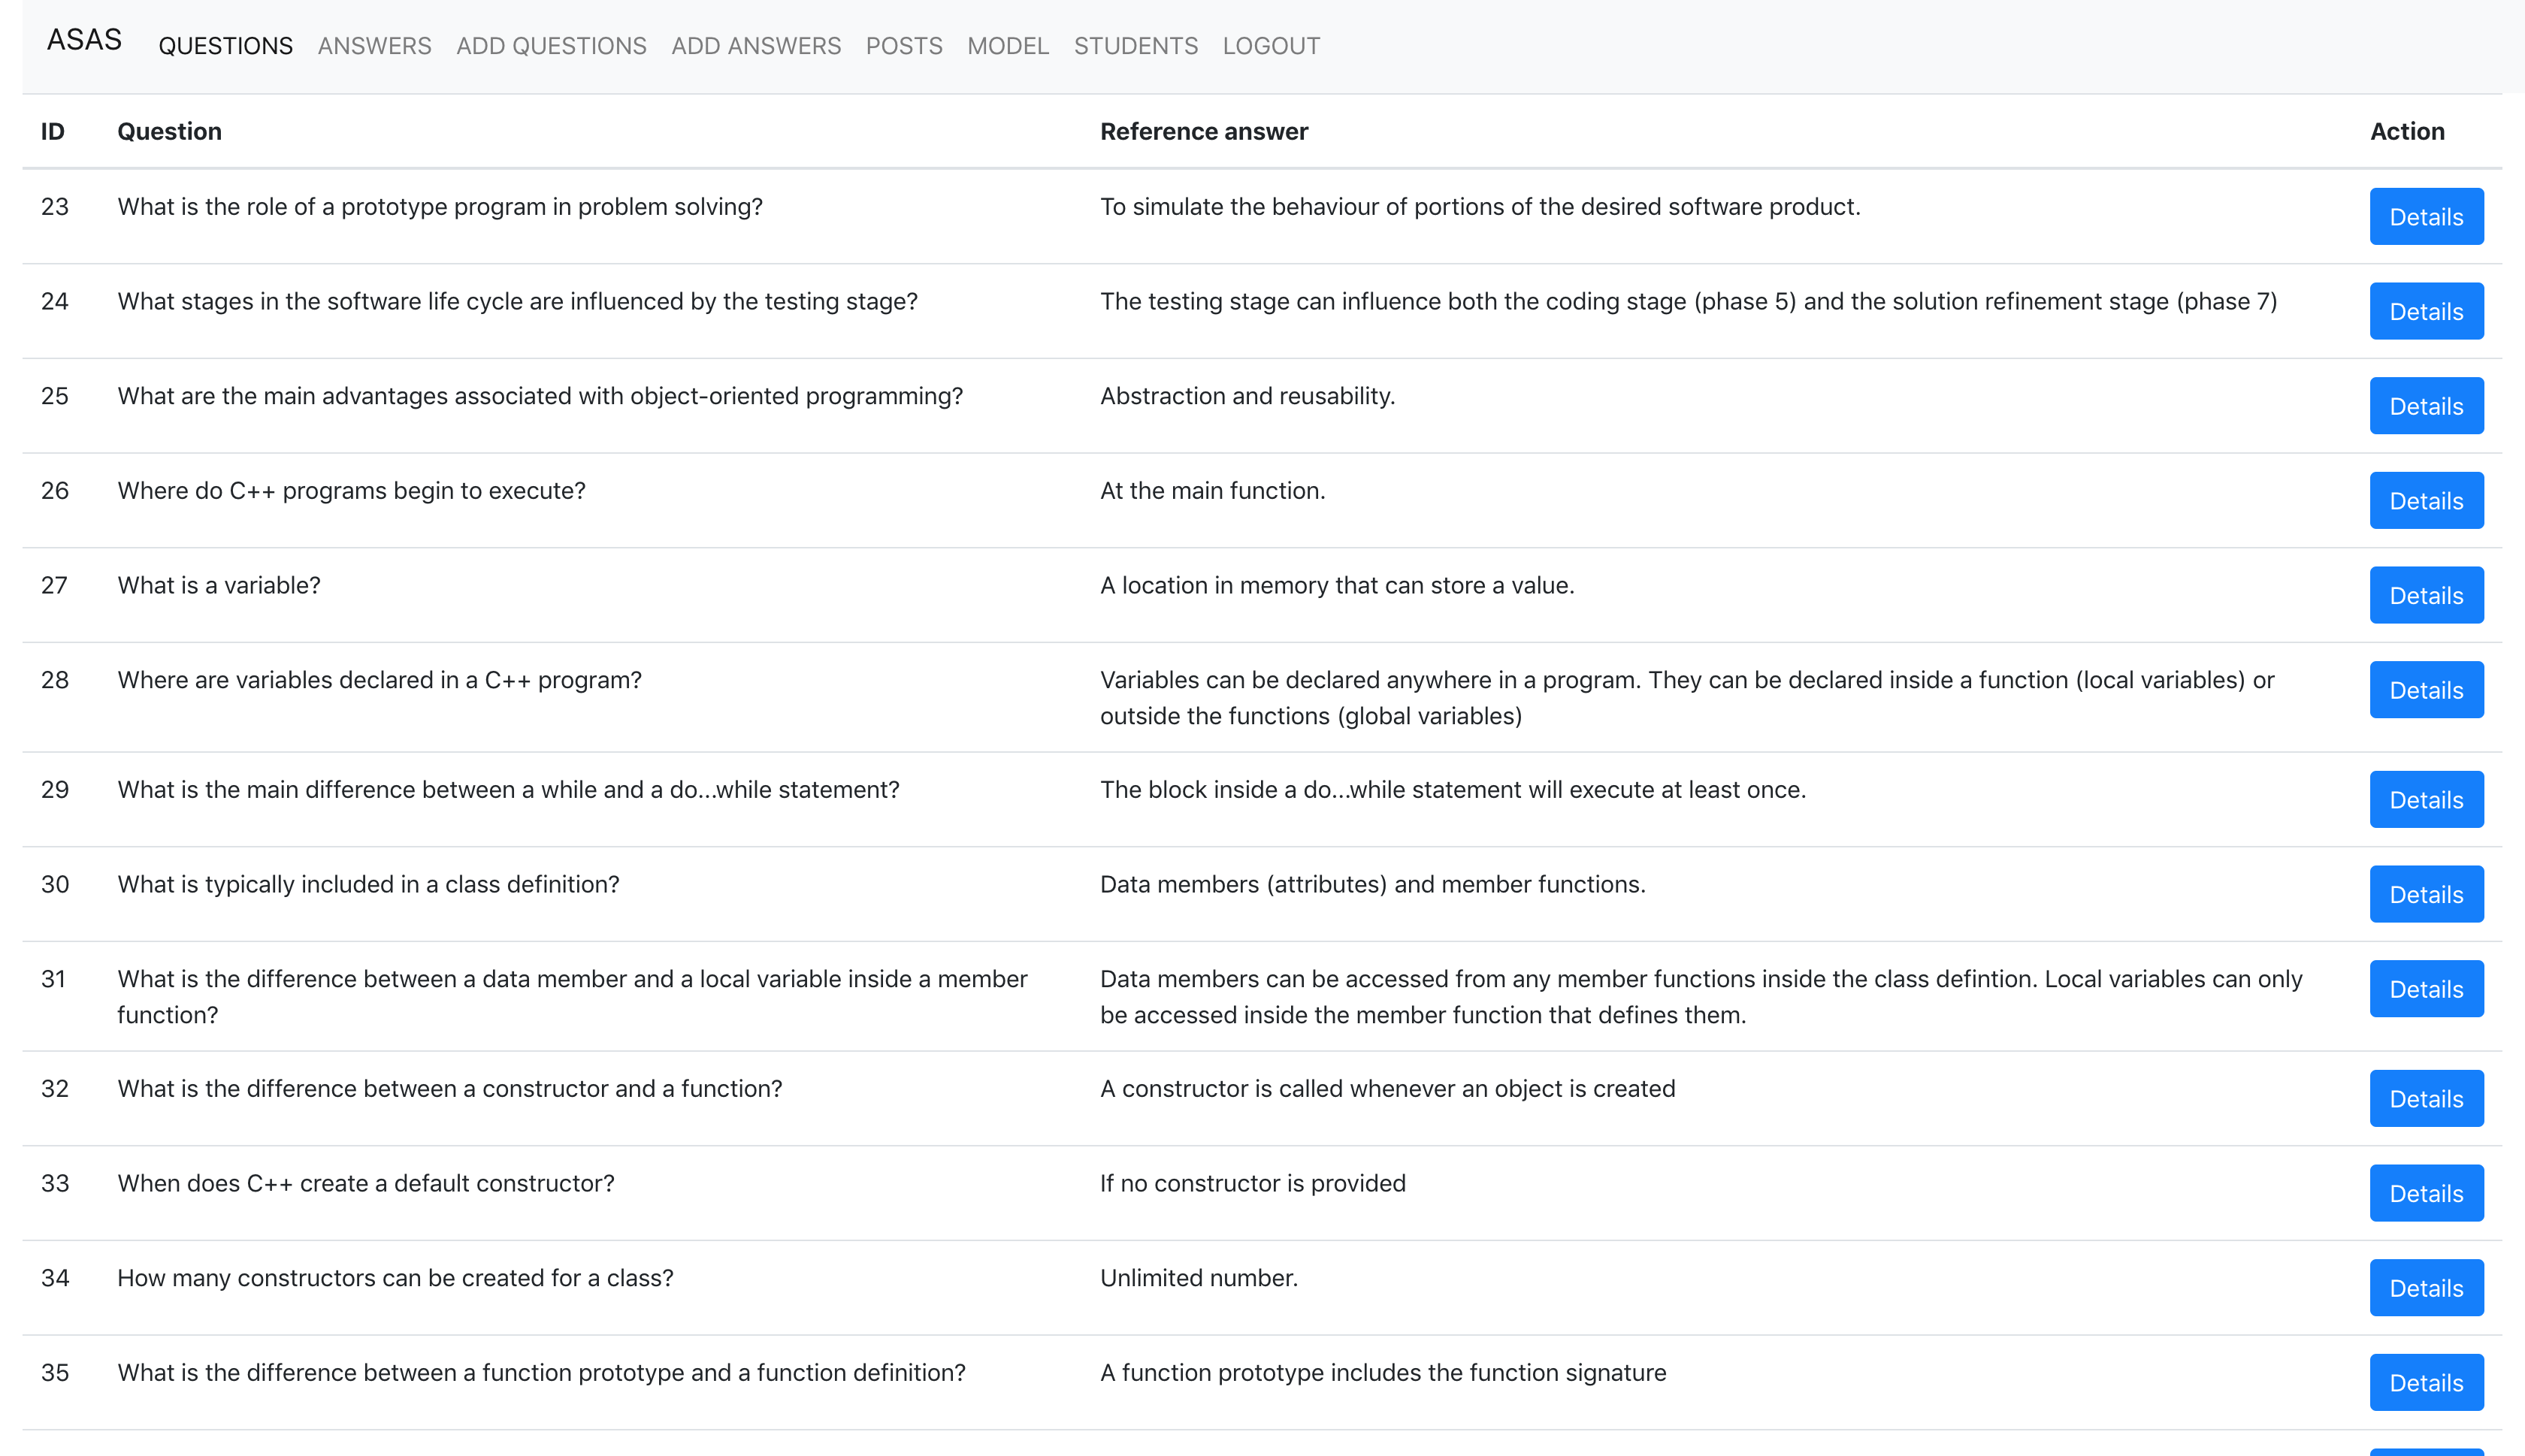 ASAS QUESTIONS ANSWERS ADD QUESTIONS ADD ANSWERS POSTS MODEL STUDENTS LOGOUT
ID Question Reference answer Action
23 What is the role of a prototype program in problem solving? To simulate the behaviour of portions of the desired software product. Details
24 What stages in the software life cycle are influenced by the testing stage? The testing stage can influence both the coding stage (phase 5) and the solution refinement stage (phase 7) Details
25 What are the main advantages associated with object-oriented programming? Abstraction and reusability. Details
26 Where do C++ programs begin to execute? At the main function. Details
27 What is a variable? A location in memory that can store a value. Details
28 Where are variables declared in a C++ program? Variables can be declared anywhere in a program. They can be declared inside a function (local variables) or Details
outside the functions (global variables)
29 What is the main difference between a while and a do...while statement? The block inside a do...while statement will execute at least once. Details
30 What is typically included in a class definition? Data members (attributes) and member functions. Details
31 What is the difference between a data member and a local variable inside a member Data members can be accessed from any member functions inside the class defintion. Local variables can only Details
function? be accessed inside the member function that defines them.
32 What is the difference between a constructor and a function? A constructor is called whenever an object is created Details
33 When does C++ create a default constructor? If no constructor is provided Details
34 How many constructors can be created for a class? Unlimited number. Details
35 What is the difference between a function prototype and a function definition? A function prototype includes the function signature Details